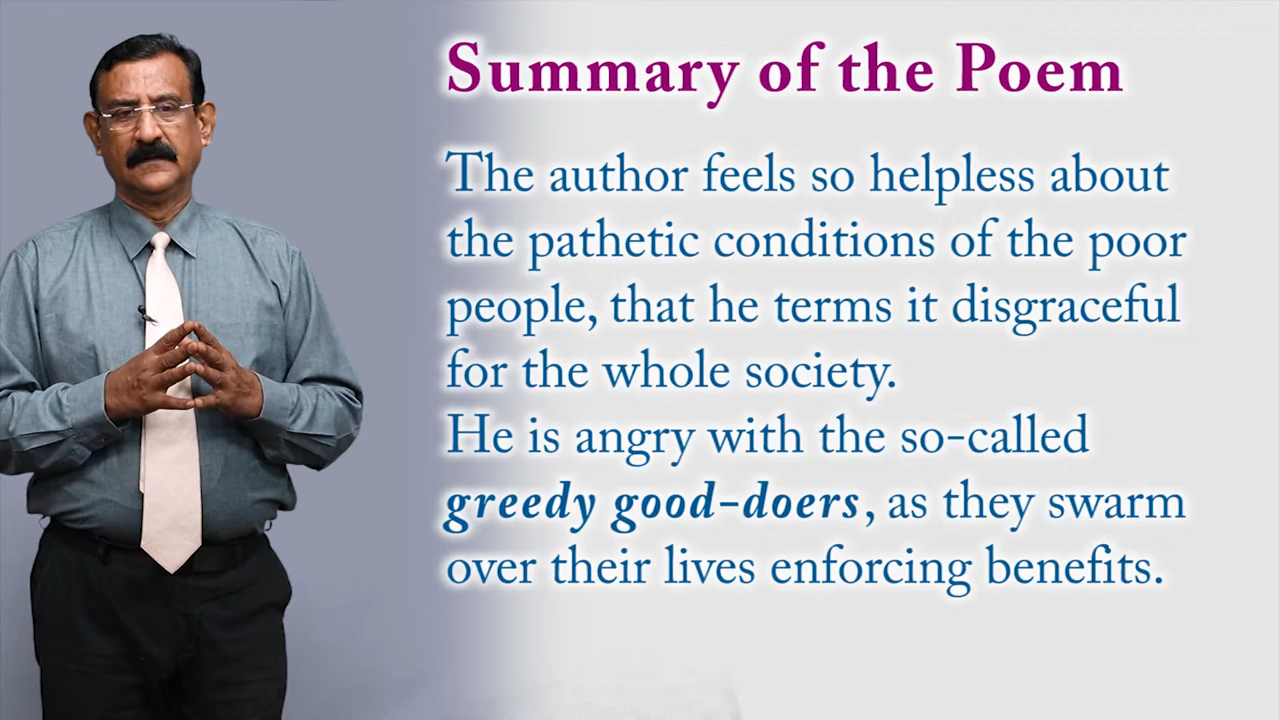 Summary of the Poem
The author feels so helpless about
the pathetic conditions of the poor
people, that he terms it disgraceful
for the whole society.
He is angry with the so-called
greedy good-doers, as they swarm
over their lives enforcing benefits.